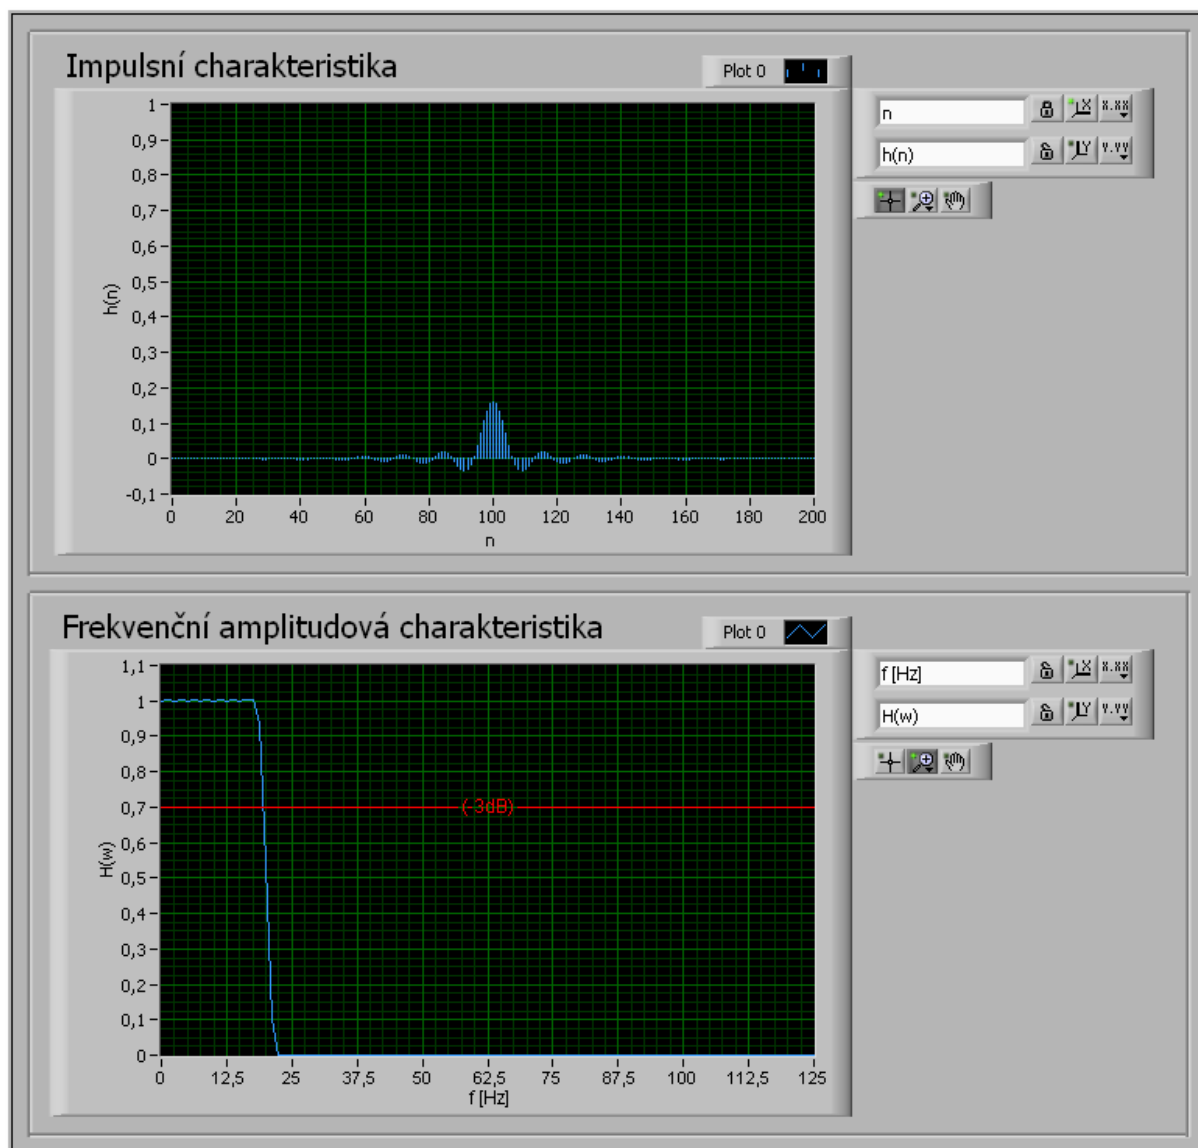 Impulsní charakteristika
Plot 0
1
0,9
0,8
0,7
0,6
0,5
0,4
0,3
0,2
0,1
0
-0,1
h(n)
0 20 40 60 80 100 120 140 160 180 200
n
n
X X.XX
h(n)
Y Y.YY
Frekvenční amplitudová charakteristika
Plot 0
1,1
1
0,9
0,8
0,7
0,6
0,5
0,4
0,3
0,2
0,1
0
H(w)
(-3dB)
0 12,5 25 37,5 50 62,5 75 87,5 100 112,5 125
f [Hz]
f [Hz]
X X.XX
H(w)
Y Y.YY